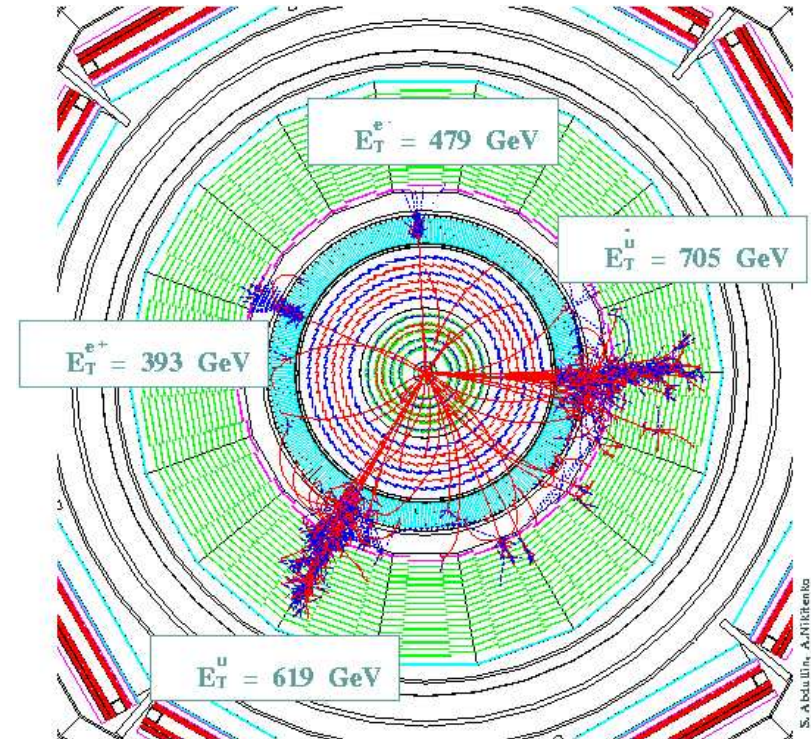 E_T^{e-} = 479 GeV
E_T^{ū} = 705 GeV
E_T^{e+} = 393 GeV
E_T^{u} = 619 GeV
S. Abdullin, A.Nikitenko